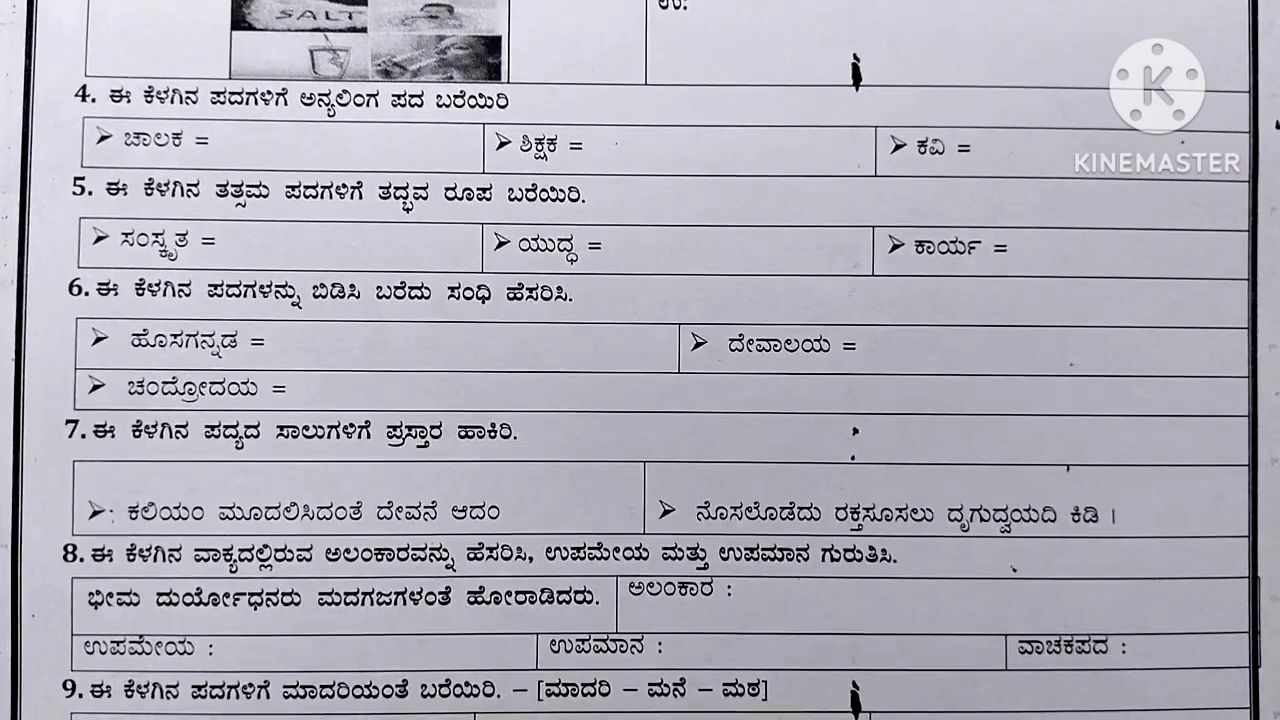 SALT
ಉ:
4. ಈ ಕೆಳಗಿನ ಪದಗಳಿಗೆ ಅನ್ಯಲಿಂಗ ಪದ ಬರೆಯಿರಿ
➢ ಚಾಲಕ = ➢ ಶಿಕ್ಷಕ = ➢ ಕವಿ =
KINEMASTER
5. ಈ ಕೆಳಗಿನ ತತ್ಸಮ ಪದಗಳಿಗೆ ತದ್ಭವ ರೂಪ ಬರೆಯಿರಿ.
➢ ಸಂಸ್ಕೃತ = ➢ ಯುದ್ಧ = ➢ ಕಾರ್ಯ =
6. ಈ ಕೆಳಗಿನ ಪದಗಳನ್ನು ಬಿಡಿಸಿ ಬರೆದು ಸಂಧಿ ಹೆಸರಿಸಿ.
➢ ಹೊಸಗನ್ನಡ = ➢ ದೇವಾಲಯ =
➢ ಚಂದ್ರೋದಯ =
7. ಈ ಕೆಳಗಿನ ಪದ್ಯದ ಸಾಲುಗಳಿಗೆ ಪ್ರಸ್ತಾರ ಹಾಕಿರಿ.
➢: ಕಲಿಯಂ ಮೂದಲಿಸಿದಂತೆ ದೇವನೆ ಆದಂ ➢ ನೊಸಲೊಡೆದು ರಕ್ತಸೂಸಲು ದೃಗುದ್ವಯದಿ ಕಿಡಿ ।
8. ಈ ಕೆಳಗಿನ ವಾಕ್ಯದಲ್ಲಿರುವ ಅಲಂಕಾರವನ್ನು ಹೆಸರಿಸಿ, ಉಪಮೇಯ ಮತ್ತು ಉಪಮಾನ ಗುರುತಿಸಿ.
ಭೀಮ ದುರ್ಯೋಧನರು ಮದಗಜಗಳಂತೆ ಹೋರಾಡಿದರು. ಅಲಂಕಾರ :
ಉಪಮೇಯ : ಉಪಮಾನ : ವಾಚಕಪದ :
9. ಈ ಕೆಳಗಿನ ಪದಗಳಿಗೆ ಮಾದರಿಯಂತೆ ಬರೆಯಿರಿ. – [ಮಾದರಿ – ಮನೆ – ಮಠ]